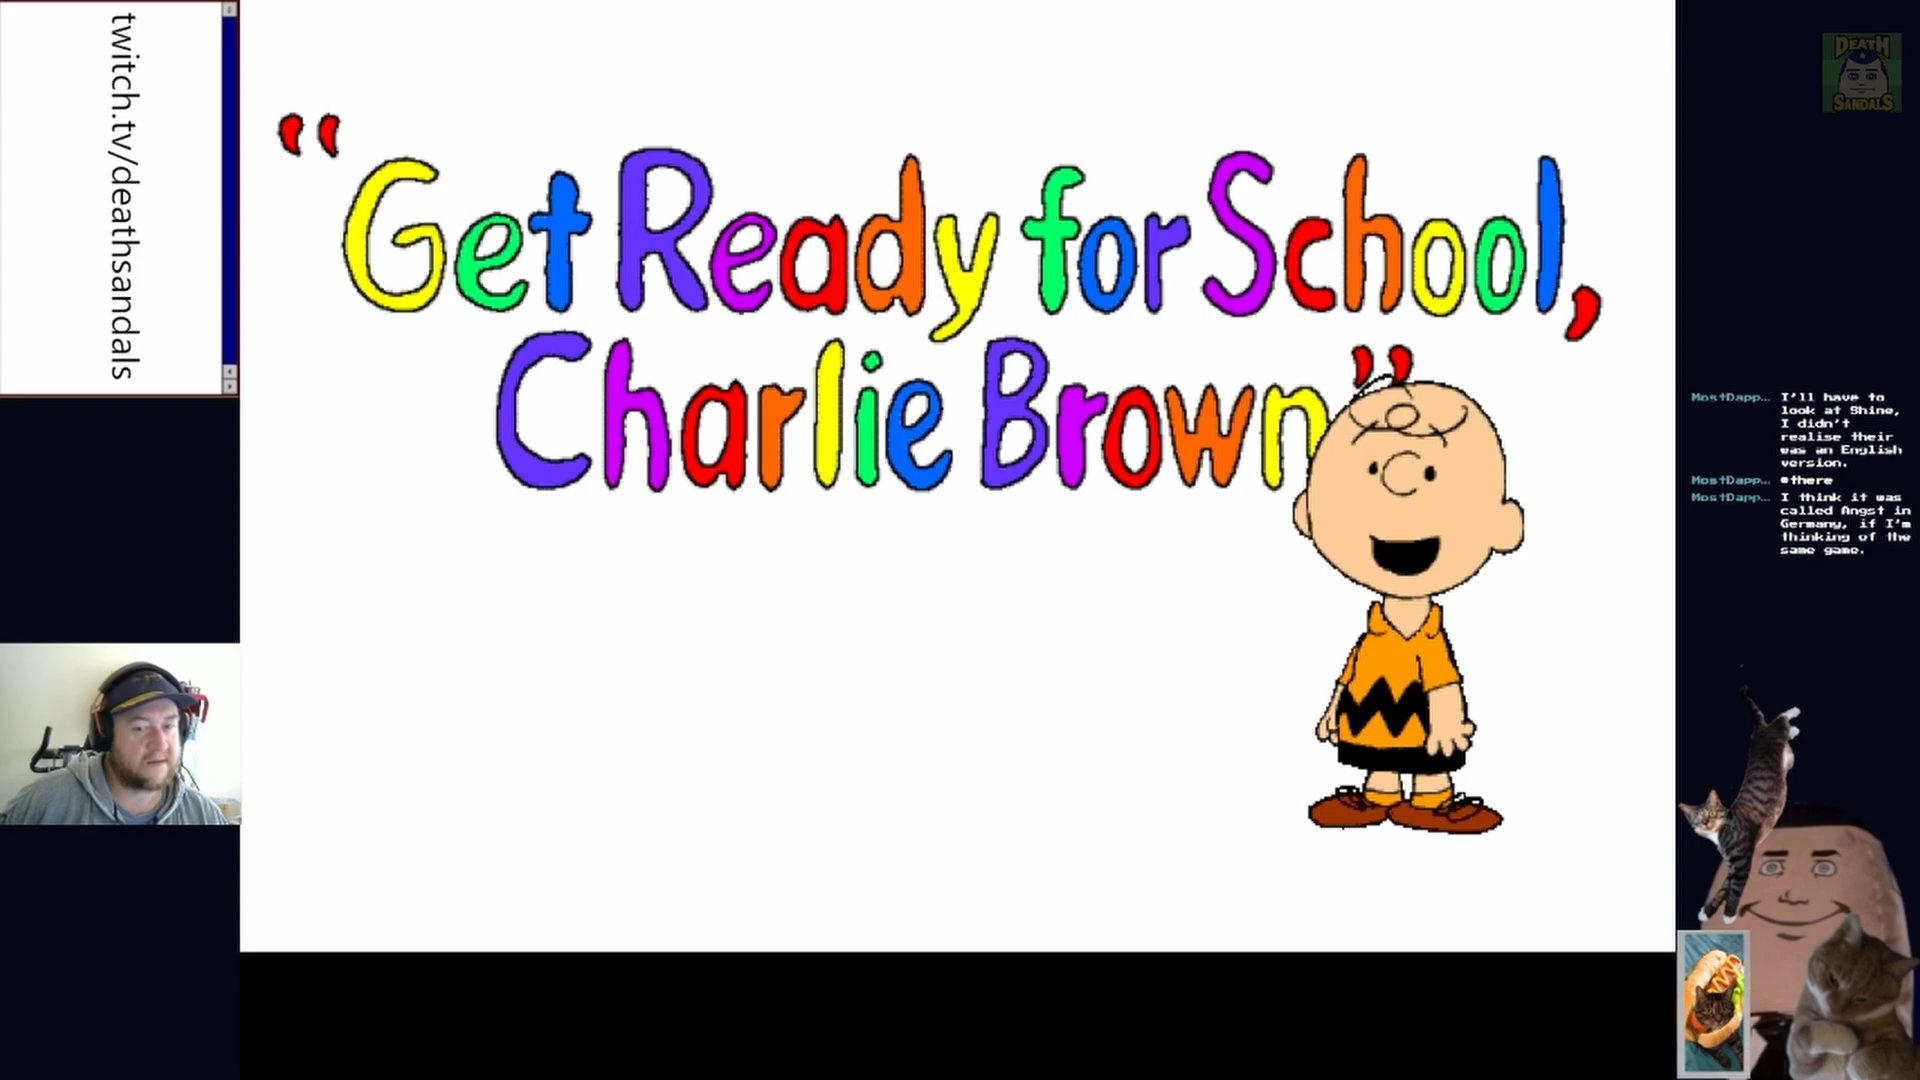 twitch.tv/deathsandals
“Get Ready for School,
Charlie Brown”
DEATH
SANDALS
MostDapp... I'll have to
look at Shine,
I didn't
realise their
was an English
version.
MostDapp... *there
MostDapp... I think it was
called Angst in
Germany, if I'm
thinking of the
same game.